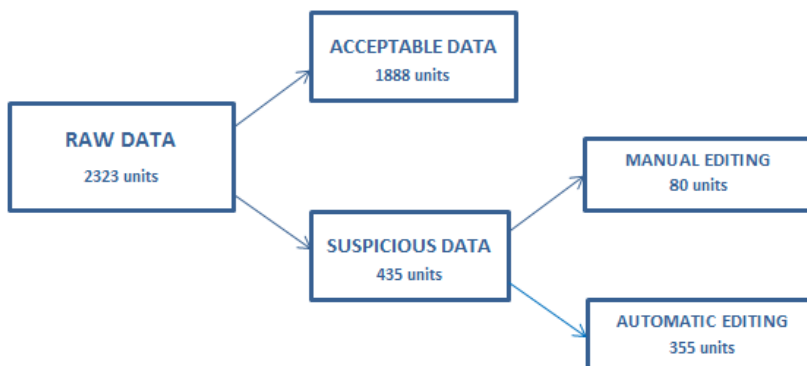 ACCEPTABLE DATA
1888 units
RAW DATA
2323 units
MANUAL EDITING
80 units
SUSPICIOUS DATA
435 units
AUTOMATIC EDITING
355 units